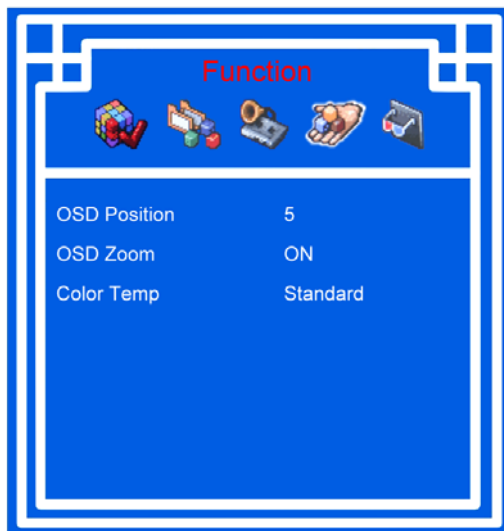 Function
OSD Position 5
OSD Zoom ON
Color Temp Standard